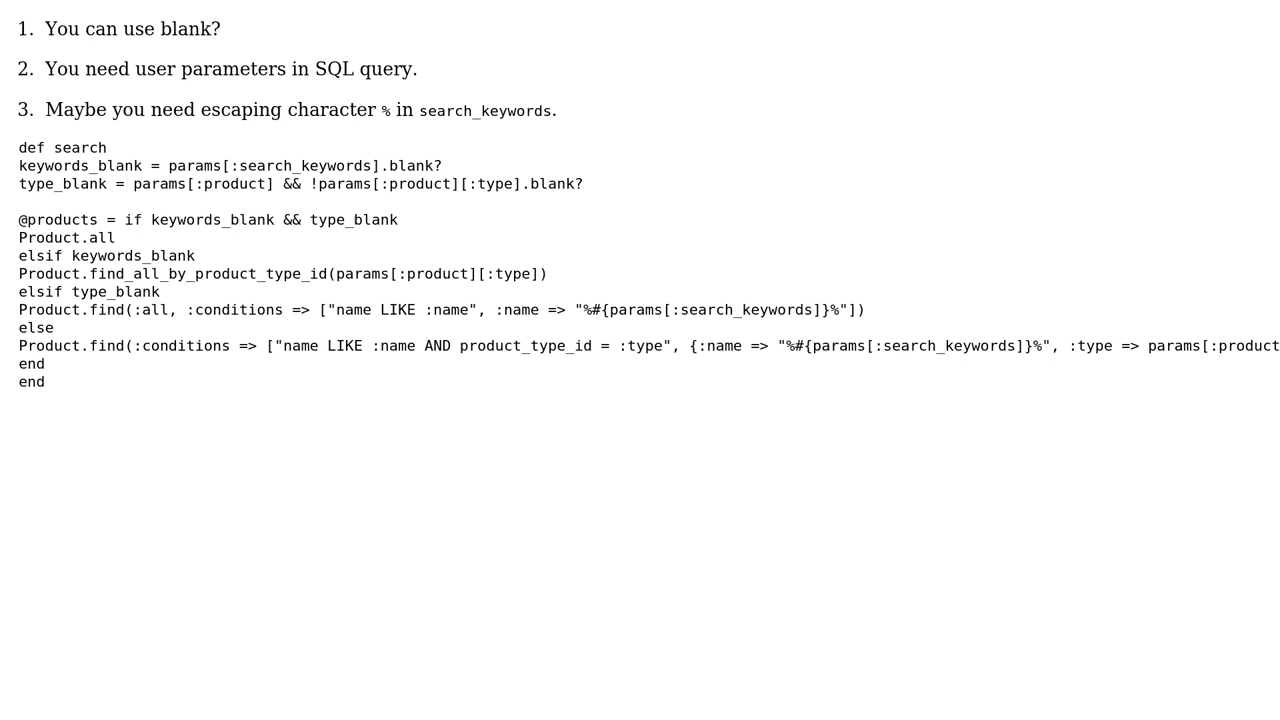 1. You can use blank?
2. You need user parameters in SQL query.
3. Maybe you need escaping character % in search_keywords.
def search
keywords_blank = params[:search_keywords].blank?
type_blank = params[:product] && !params[:product][:type].blank?
@products = if keywords_blank && type_blank
Product.all
elsif keywords_blank
Product.find_all_by_product_type_id(params[:product][:type])
elsif type_blank
Product.find(:all, :conditions => ["name LIKE :name", :name => "%#{params[:search_keywords]}%"])
else
Product.find(:conditions => ["name LIKE :name AND product_type_id = :type", {:name => "%#{params[:search_keywords]}%", :type => params[:product
end
end